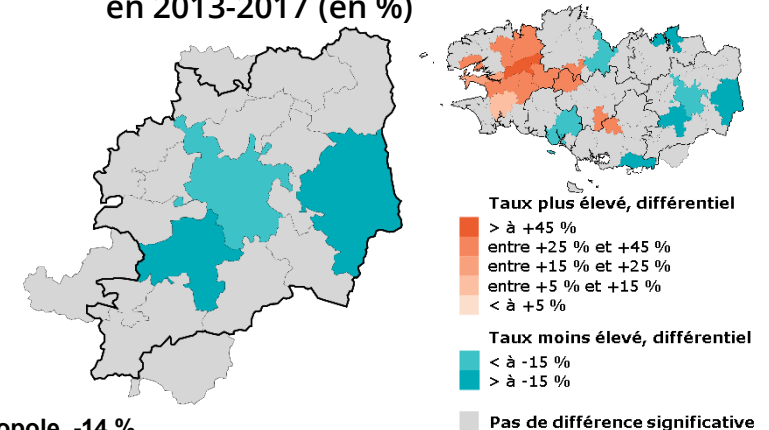 en 2013-2017 (en %)
Taux plus élevé, différentiel
> à +45 %
entre +25 % et +45 %
entre +15 % et +25 %
entre +5 % et +15 %
< à +5 %
Taux moins élevé, différentiel
< à -15 %
> à -15 %
Pas de différence significative
-14 %